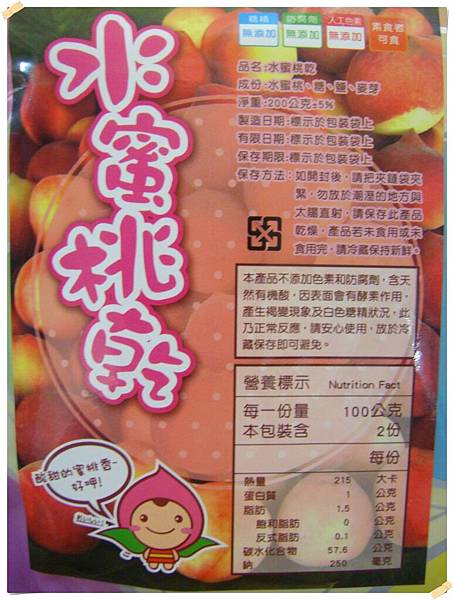 水蜜桃乾
糖精 無添加
防腐劑 無添加
人工色素 無添加
素食者 可食
品名:水蜜桃乾
成份:水蜜桃、糖、鹽、麥芽
淨重:200公克±5%
製造日期:標示於包裝袋上
有限日期:標示於包裝袋上
保存期限:標示於包裝袋上
保存方法:如開封後,請把夾鏈袋夾
緊,勿放於潮溼的地方與
太陽直射,請保存此產品
乾燥,產品若未食用或未
食用完,請冷藏保持新鮮。
本產品不添加色素和防腐劑,含天
然有機酸,因表面會有酵素作用,
產生褐變現象及白色糖精狀況,此
乃正常反應,請安心使用,放於冷
藏保存即可避免。
營養標示 Nutrition Fact
每一份量 100公克
本包裝含 2份
每份
熱量 215 大卡
蛋白質 1 公克
脂肪 1.5 公克
飽和脂肪 0 公克
反式脂肪 0.1 公克
碳水化合物 57.6 公克
鈉 250 毫克
酸甜的蜜桃香~
好呷!